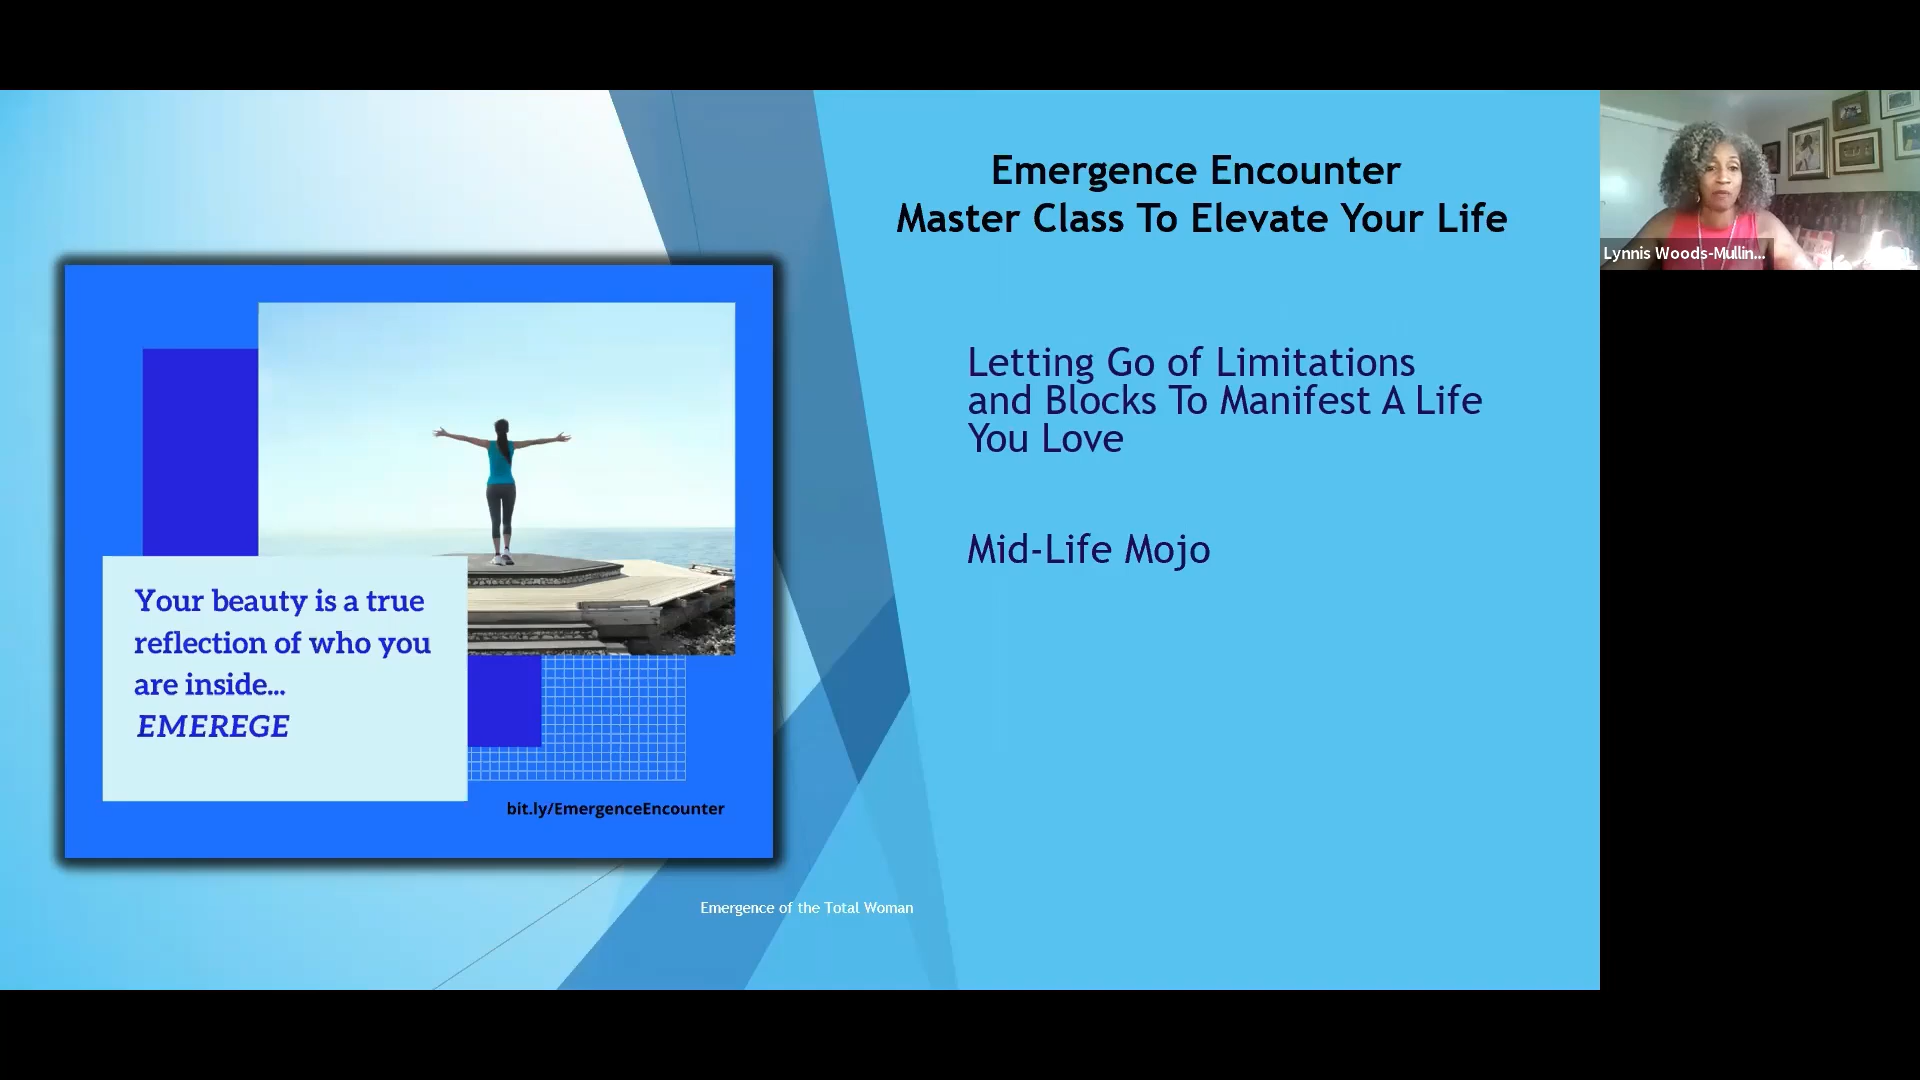 Emergence Encounter
Master Class To Elevate Your Life
Letting Go of Limitations
and Blocks To Manifest A Life
You Love
Mid-Life Mojo
Your beauty is a true
reflection of who you
are inside...
EMEREGE
bit.ly/EmergenceEncounter
Emergence of the Total Woman
Lynnis Woods-Mullin...